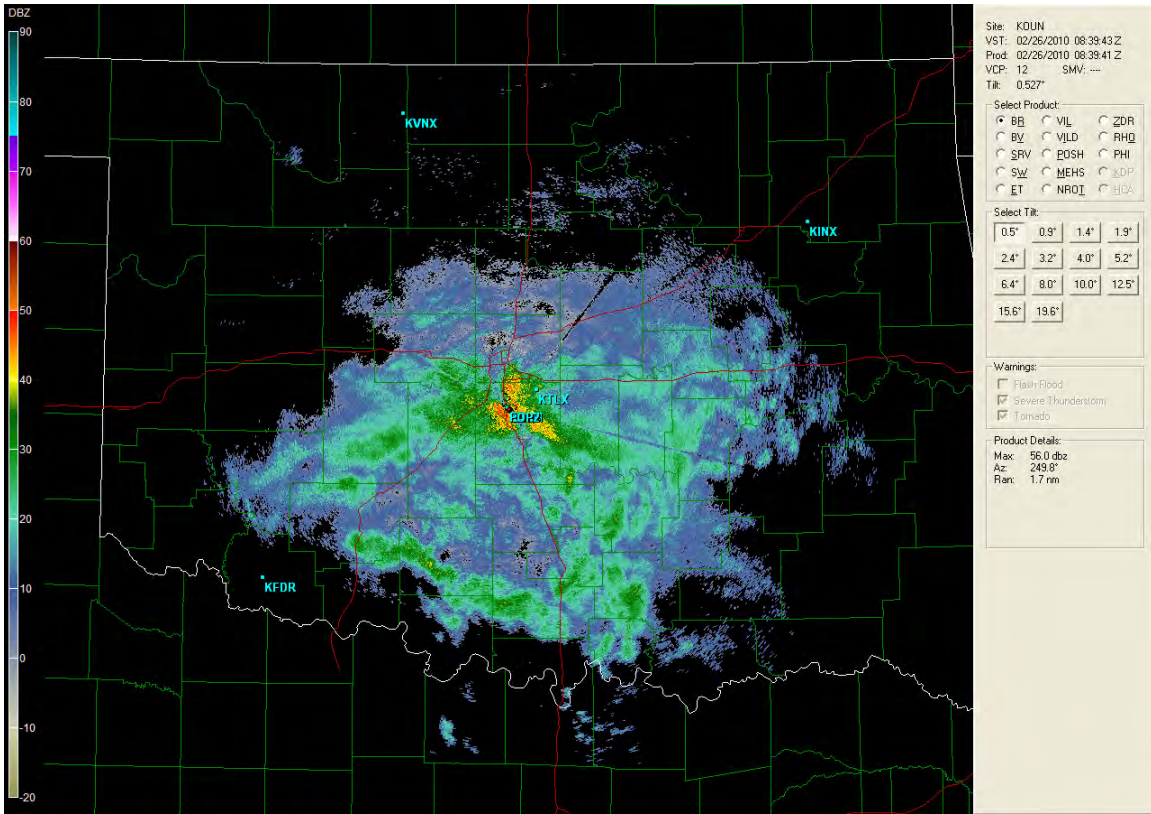 DBZ
90
80
70
60
50
40
30
20
10
0
-10
-20
KVNX
KINX
KTLX
KFDR
Site: KOUN
VST: 02/26/2010 08:39:43 Z
Prod: 02/26/2010 08:39:41 Z
VCP: 12 SMV: ---
Tilt: 0.527°
Select Product:
BR VIL ZDR
BV VILD RHO
SRV POSH PHI
SW MEHS KDP
ET NROT HCA
Select Tilt:
0.5° 0.9° 1.4° 1.9°
2.4° 3.2° 4.0° 5.2°
6.4° 8.0° 10.0° 12.5°
15.6° 19.6°
Warnings:
Flash Flood
Severe Thunderstorm
Tornado
Product Details:
Max: 56.0 dbz
Az: 249.8°
Ran: 1.7 nm